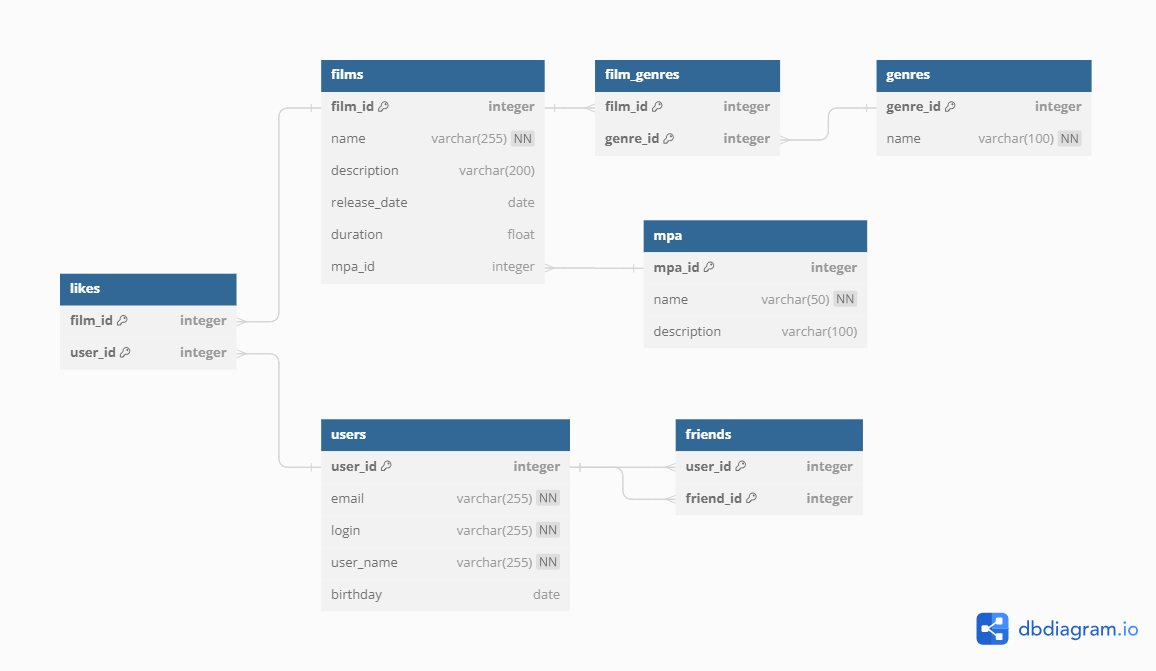 films
film_id integer
name varchar(255) NN
description varchar(200)
release_date date
duration float
mpa_id integer
film_genres
film_id integer
genre_id integer
genres
genre_id integer
name varchar(100) NN
mpa
mpa_id integer
name varchar(50) NN
description varchar(100)
likes
film_id integer
user_id integer
users
user_id integer
email varchar(255) NN
login varchar(255) NN
user_name varchar(255) NN
birthday date
friends
user_id integer
friend_id integer
dbdiagram.io